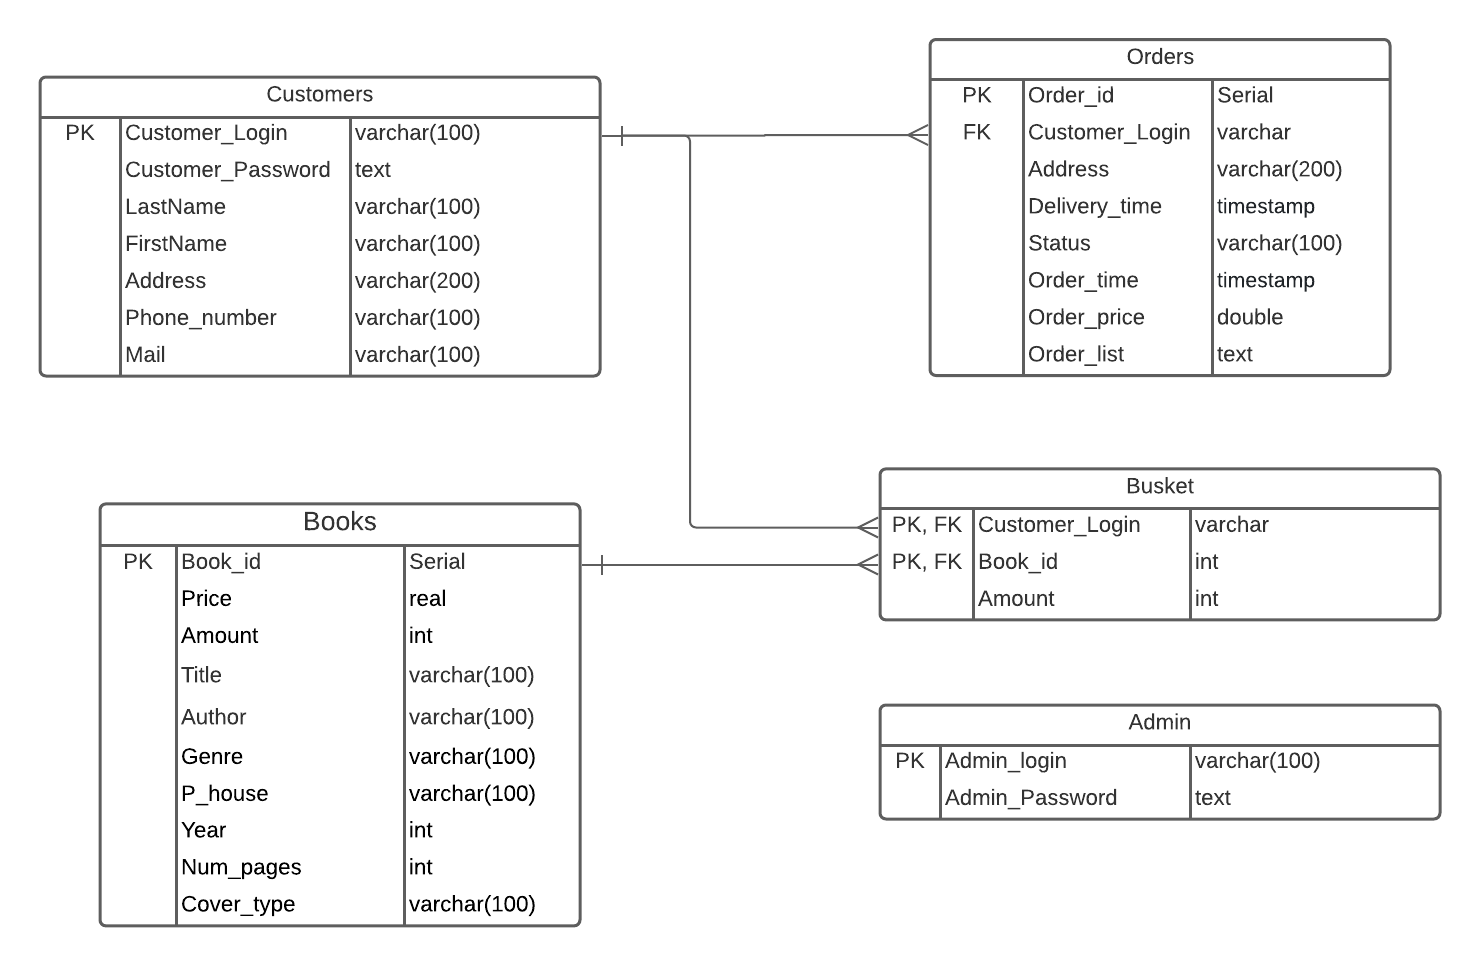 Customers
PK Customer_Login varchar(100)
Customer_Password text
LastName varchar(100)
FirstName varchar(100)
Address varchar(200)
Phone_number varchar(100)
Mail varchar(100)
Orders
PK Order_id Serial
FK Customer_Login varchar
Address varchar(200)
Delivery_time timestamp
Status varchar(100)
Order_time timestamp
Order_price double
Order_list text
Books
PK Book_id Serial
Price real
Amount int
Title varchar(100)
Author varchar(100)
Genre varchar(100)
P_house varchar(100)
Year int
Num_pages int
Cover_type varchar(100)
Busket
PK, FK Customer_Login varchar
PK, FK Book_id int
Amount int
Admin
PK Admin_login varchar(100)
Admin_Password text